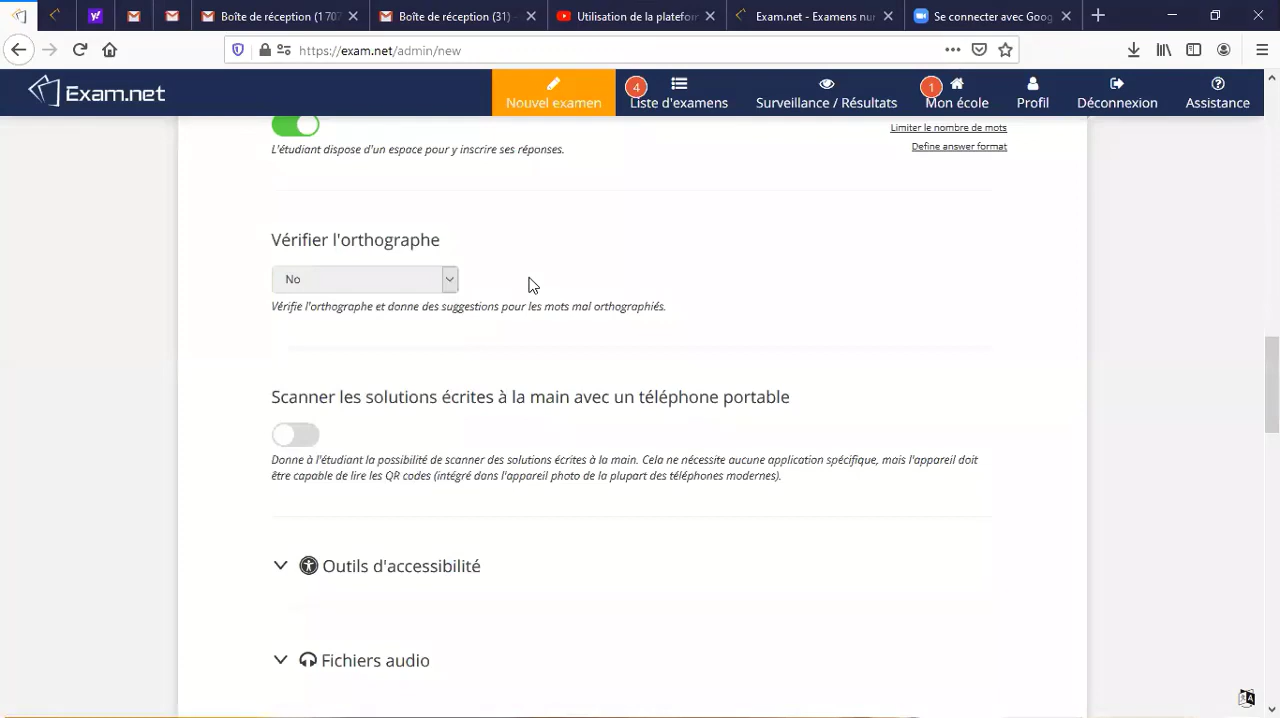 Boîte de réception (1 707
Boîte de réception (31) –
Utilisation de la platefor
Exam.net - Examens nur
Se connecter avec Goog
https://exam.net/admin/new
Exam.net
Nouvel examen
4
Liste d'examens
Surveillance / Résultats
1
Mon école
Profil
Déconnexion
Assistance
Limiter le nombre de mots
L'étudiant dispose d'un espace pour y inscrire ses réponses.
Define answer format
Vérifier l'orthographe
No
Vérifie l'orthographe et donne des suggestions pour les mots mal orthographiés.
Scanner les solutions écrites à la main avec un téléphone portable
Donne à l'étudiant la possibilité de scanner des solutions écrites à la main. Cela ne nécessite aucune application spécifique, mais l'appareil doit
être capable de lire les QR codes (intégré dans l'appareil photo de la plupart des téléphones modernes).
Outils d'accessibilité
Fichiers audio